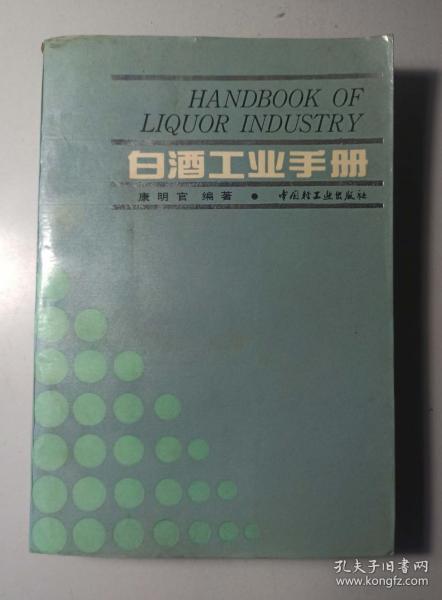 HANDBOOK OF
LIQUOR INDUSTRY
白酒工业手册
康明官 编著 • 中国轻工业出版社
孔夫子旧书网
www.kongfz.com